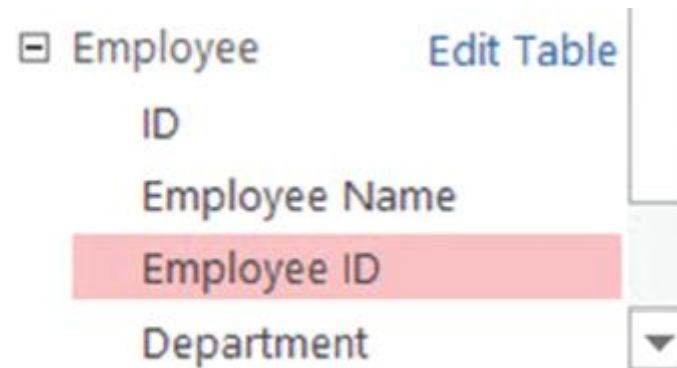 Employee Edit Table
ID
Employee Name
Employee ID
Department